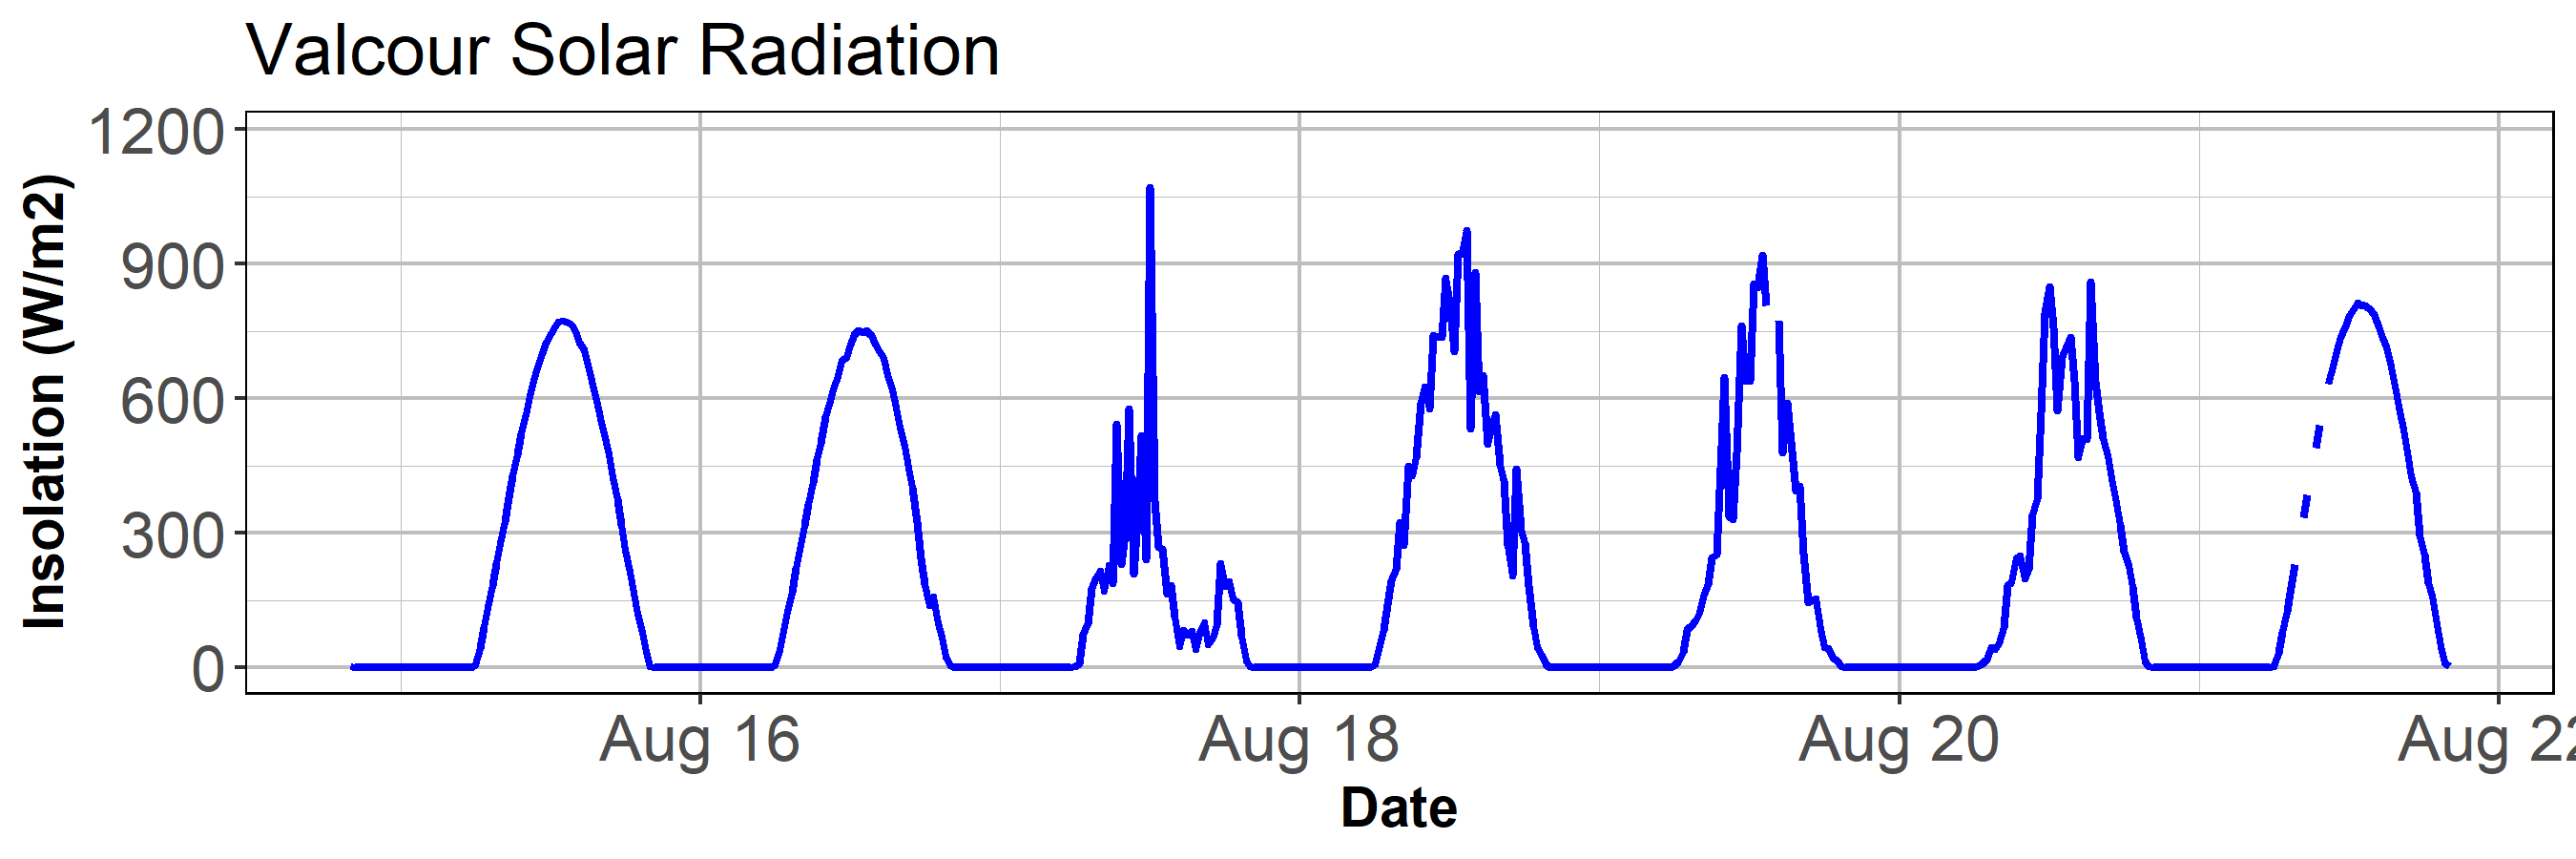 Valcour Solar Radiation
Insolation (W/m2)
1200
900
600
300
0
Aug 16 Aug 18 Aug 20 Aug 22
Date